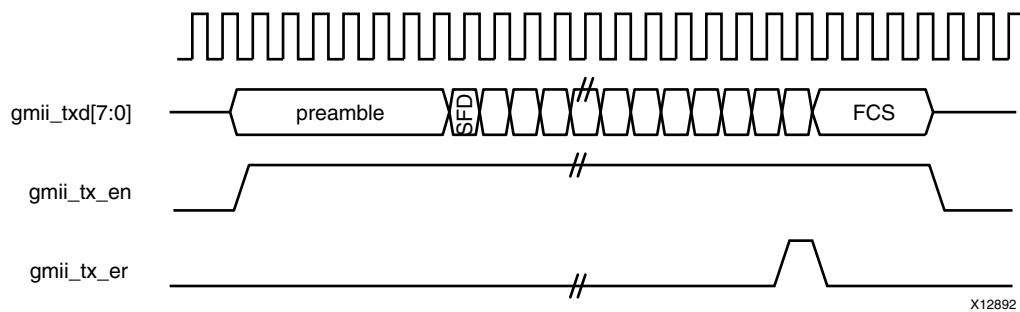 gmii_txd[7:0]
preamble
SFD
FCS
gmii_tx_en
gmii_tx_er
X12892